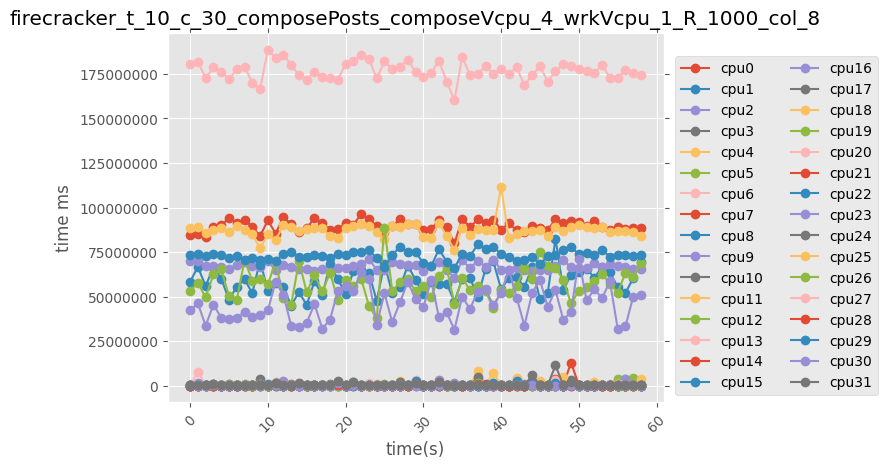 firecracker_t_10_c_30_composePosts_composeVcpu_4_wrkVcpu_1_R_1000_col_8
175000000
150000000
125000000
100000000
75000000
50000000
25000000
0
time ms
0 10 20 30 40 50 60
time(s)
cpu0 cpu16
cpu1 cpu17
cpu2 cpu18
cpu3 cpu19
cpu4 cpu20
cpu5 cpu21
cpu6 cpu22
cpu7 cpu23
cpu8 cpu24
cpu9 cpu25
cpu10 cpu26
cpu11 cpu27
cpu12 cpu28
cpu13 cpu29
cpu14 cpu30
cpu15 cpu31